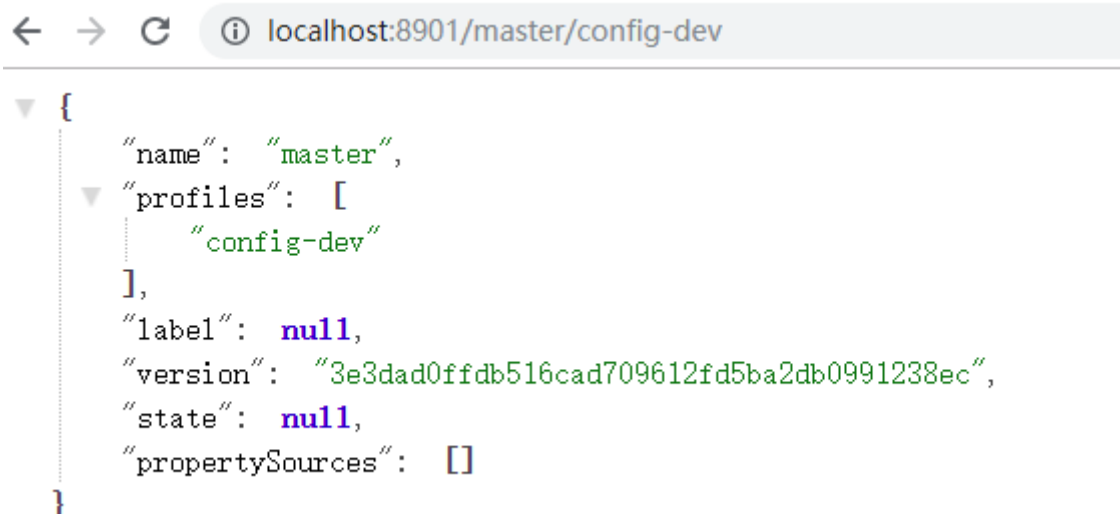 localhost:8901/master/config-dev
{
"name": "master",
"profiles": [
"config-dev"
],
"label": null,
"version": "3e3dad0ffdb516cad709612fd5ba2db0991238ec",
"state": null,
"propertySources": []
}